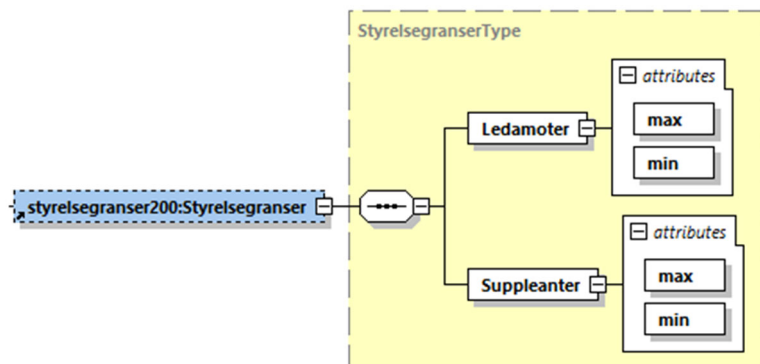 StyrelsegranserType
attributes
Ledamoter
max
min
styrelsegranser200:Styrelsegranser
attributes
Suppleanter
max
min